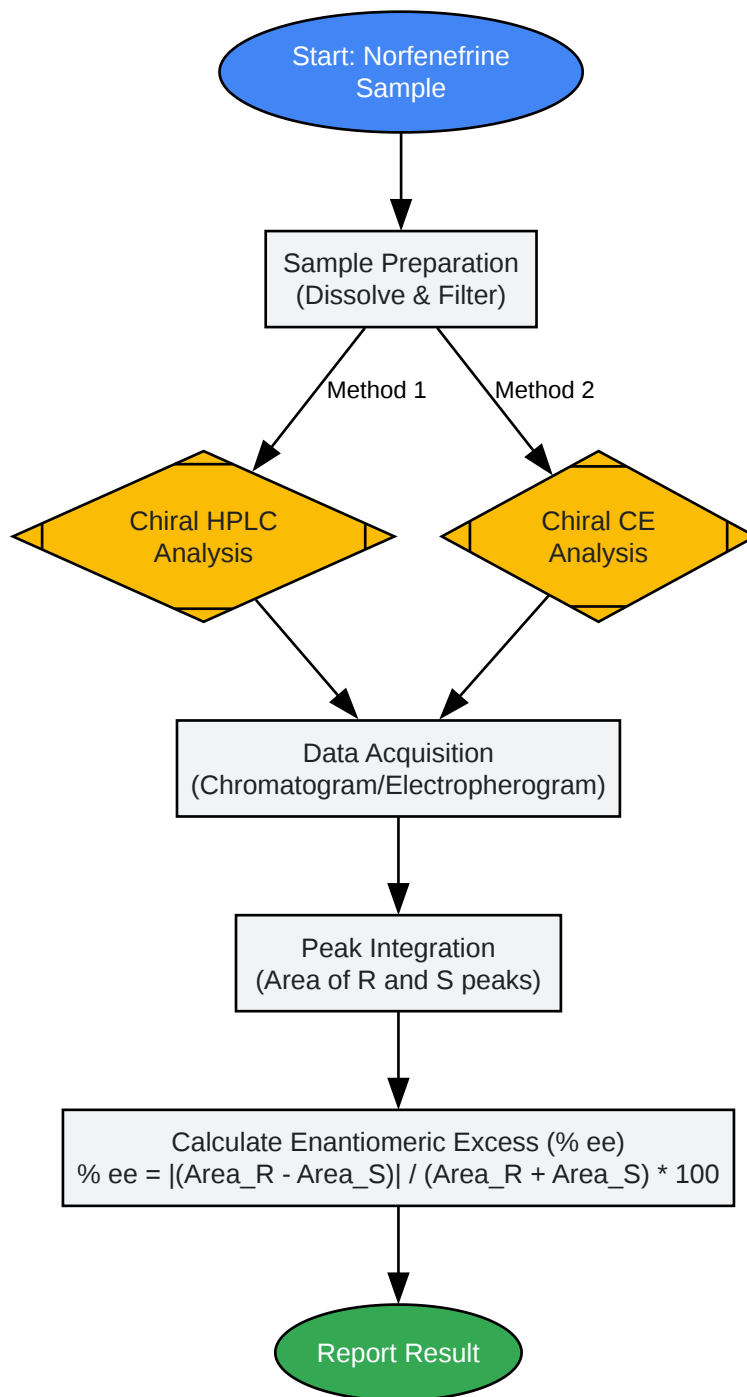 Start: Norfenefrine
Sample
Sample Preparation
(Dissolve & Filter)
Method 1
Method 2
Chiral HPLC
Analysis
Chiral CE
Analysis
Data Acquisition
(Chromatogram/Electropherogram)
Peak Integration
(Area of R and S peaks)
Calculate Enantiomeric Excess (% ee)
% ee = |(Area_R - Area_S)| / (Area_R + Area_S) * 100
Report Result